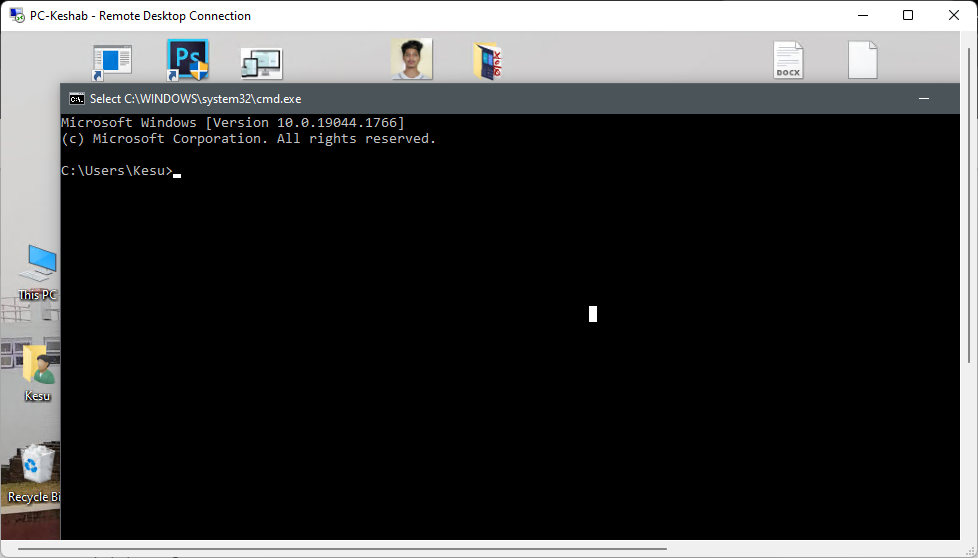 PC-Keshab - Remote Desktop Connection
Ps
DOCX
Select C:\WINDOWS\system32\cmd.exe
Microsoft Windows [Version 10.0.19044.1766]
(c) Microsoft Corporation. All rights reserved.
C:\Users\Kesu>
This PC
Kesu
Recycle Bi